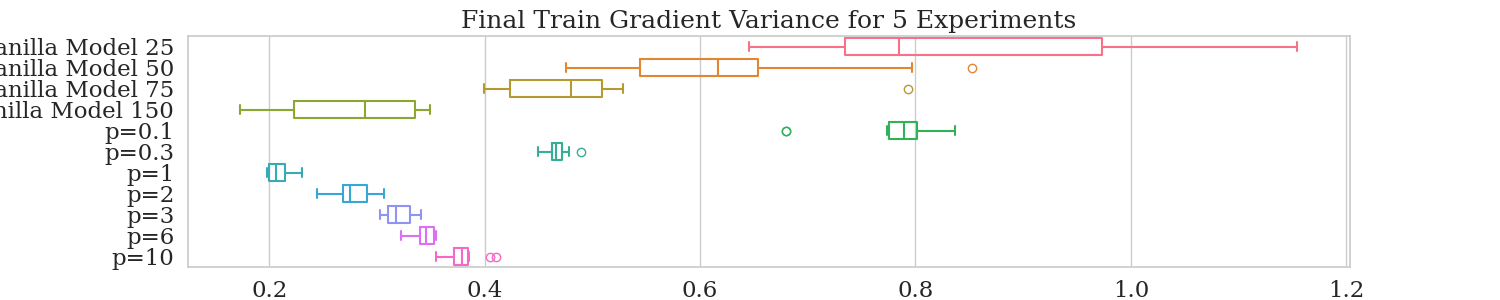 Final Train Gradient Variance for 5 Experiments
anilla Model 25
anilla Model 50
anilla Model 75
nilla Model 150
p=0.1
p=0.3
p=1
p=2
p=3
p=6
p=10
0.2 0.4 0.6 0.8 1.0 1.2